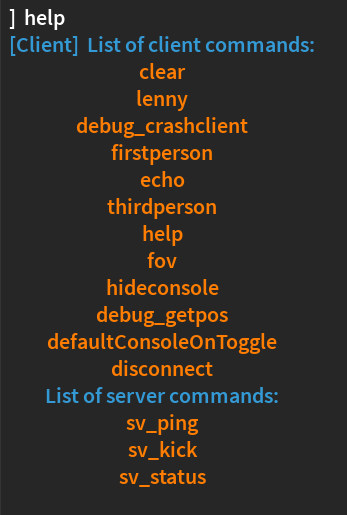 ] help
[Client] List of client commands:
clear
lenny
debug_crashclient
firstperson
echo
thirdperson
help
fov
hideconsole
debug_getpos
defaultConsoleOnToggle
disconnect
List of server commands:
sv_ping
sv_kick
sv_status